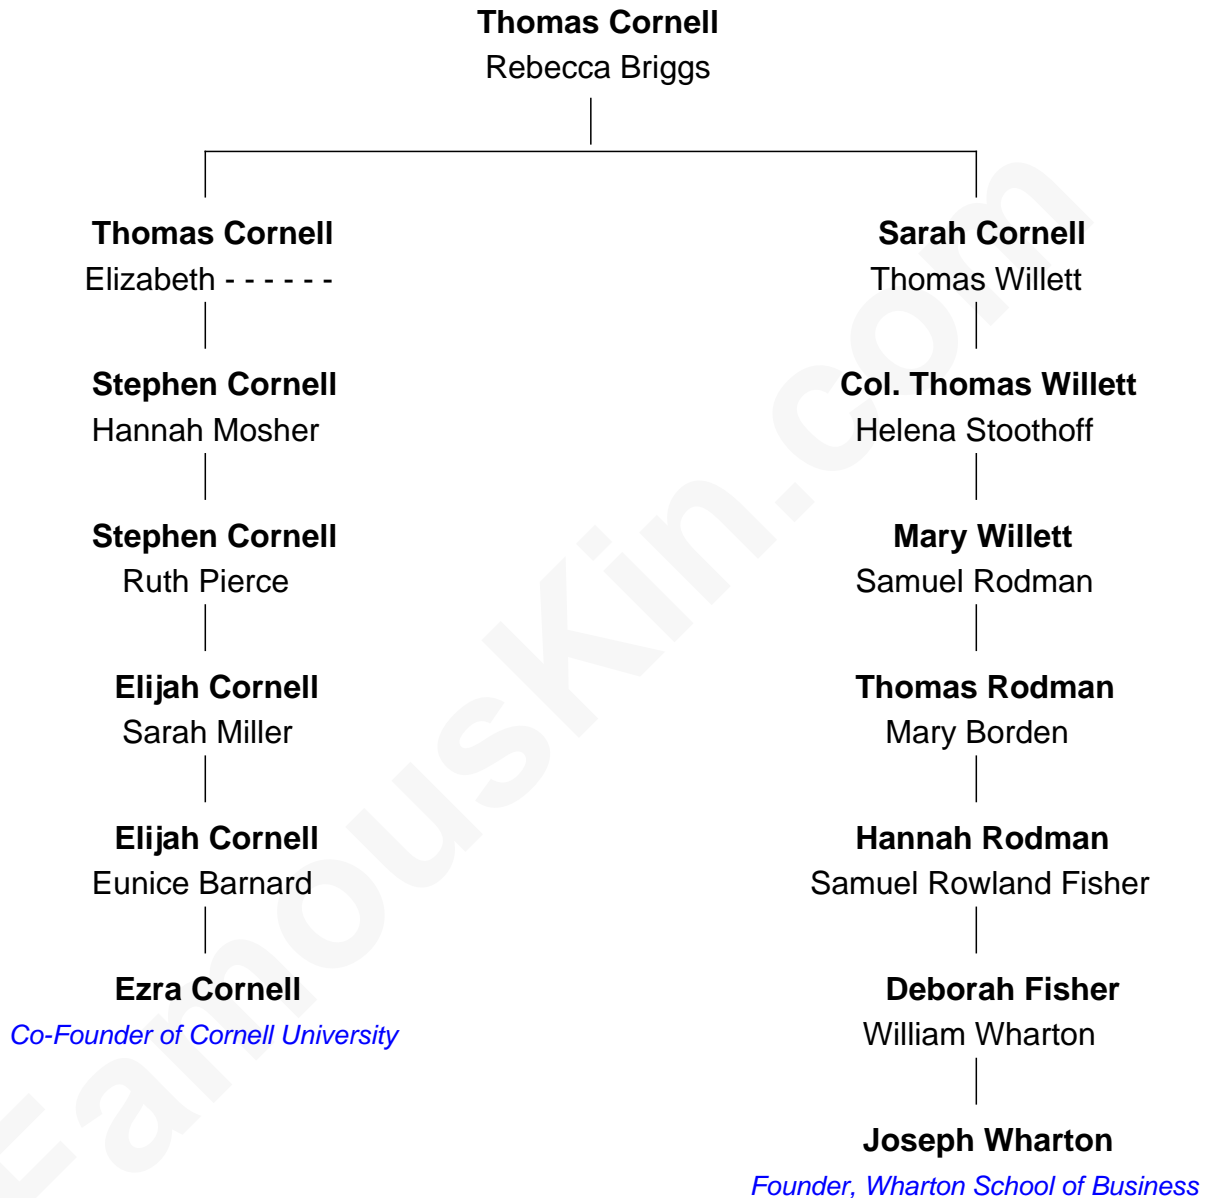 Thomas Cornell
Rebecca Briggs
Thomas Cornell
Elizabeth - - - - - -
Stephen Cornell
Hannah Mosher
Stephen Cornell
Ruth Pierce
Elijah Cornell
Sarah Miller
Elijah Cornell
Eunice Barnard
Ezra Cornell
Co-Founder of Cornell University
Sarah Cornell
Thomas Willett
Col. Thomas Willett
Helena Stoothoff
Mary Willett
Samuel Rodman
Thomas Rodman
Mary Borden
Hannah Rodman
Samuel Rowland Fisher
Deborah Fisher
William Wharton
Joseph Wharton
Founder, Wharton School of Business
FamousKin.com